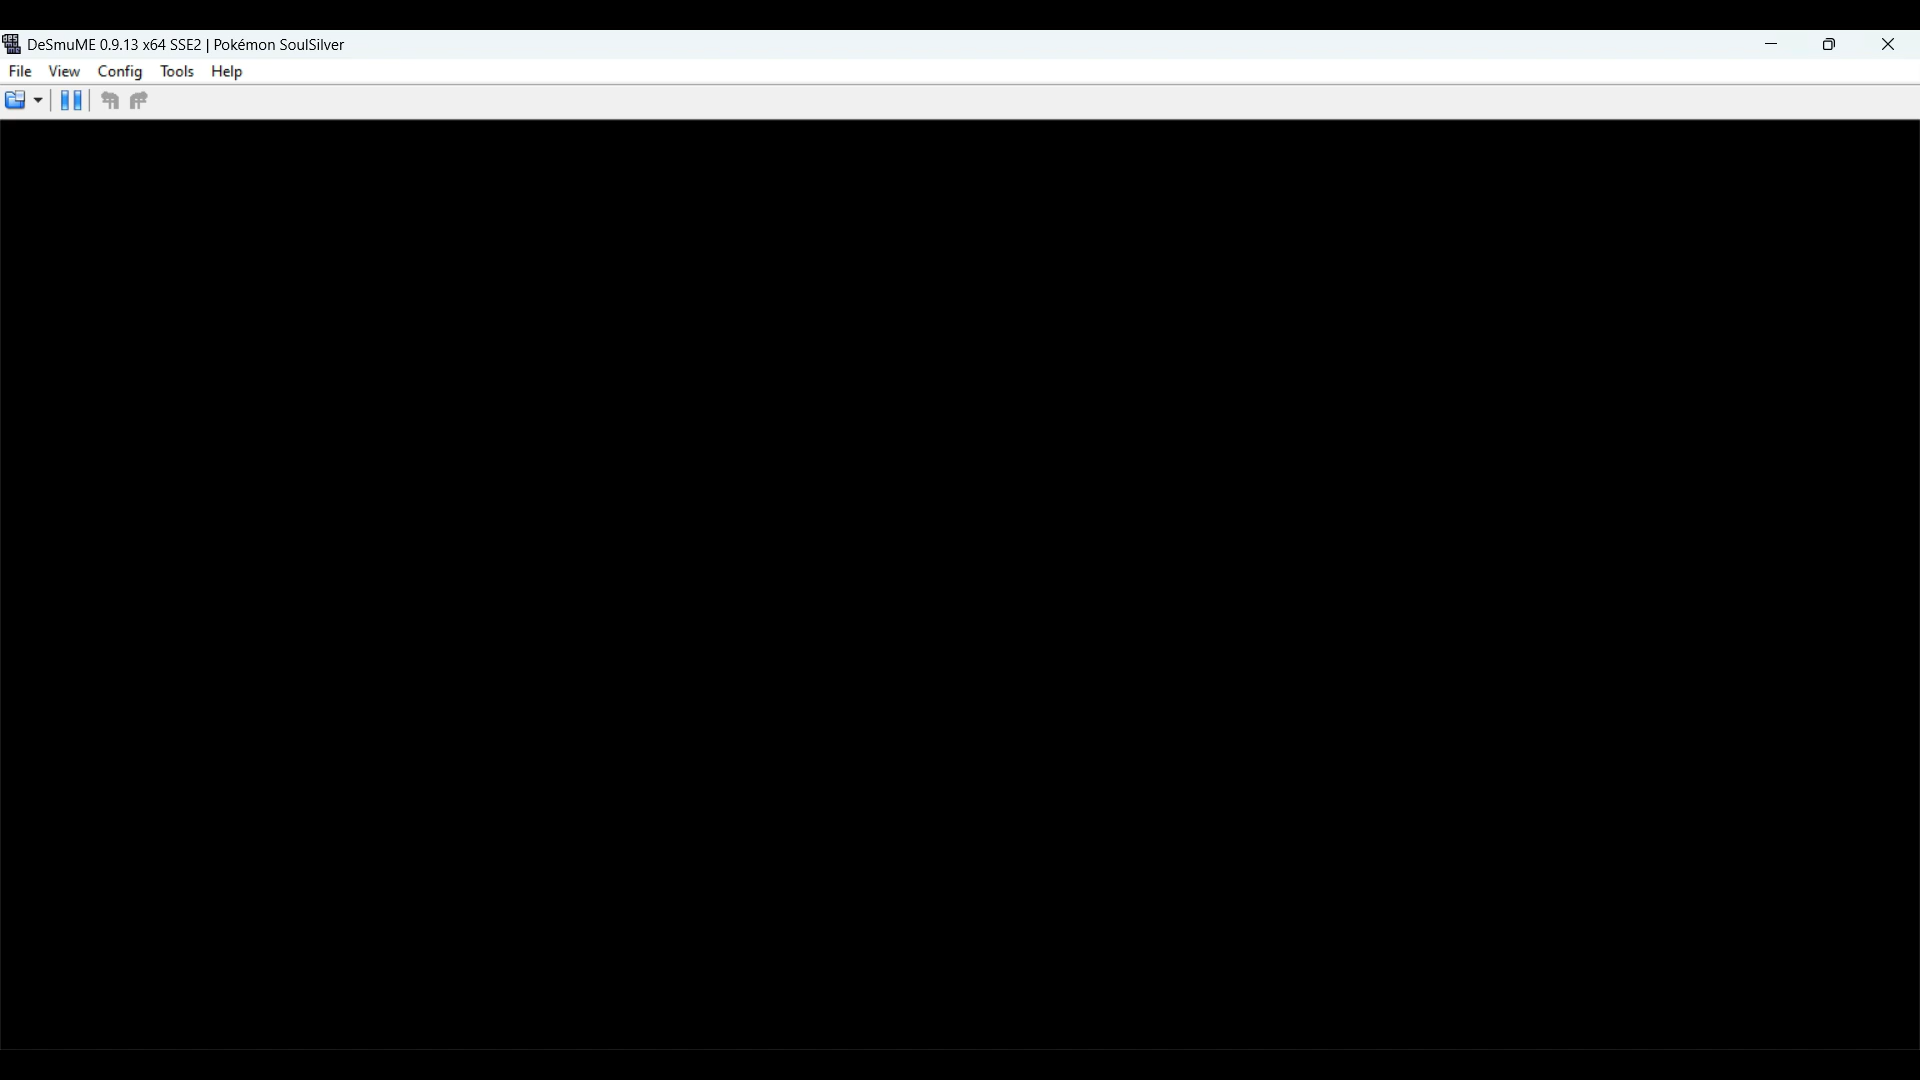 DeSmuME 0.9.13 x64 SSE2 | Pokémon SoulSilver
File View Config Tools Help